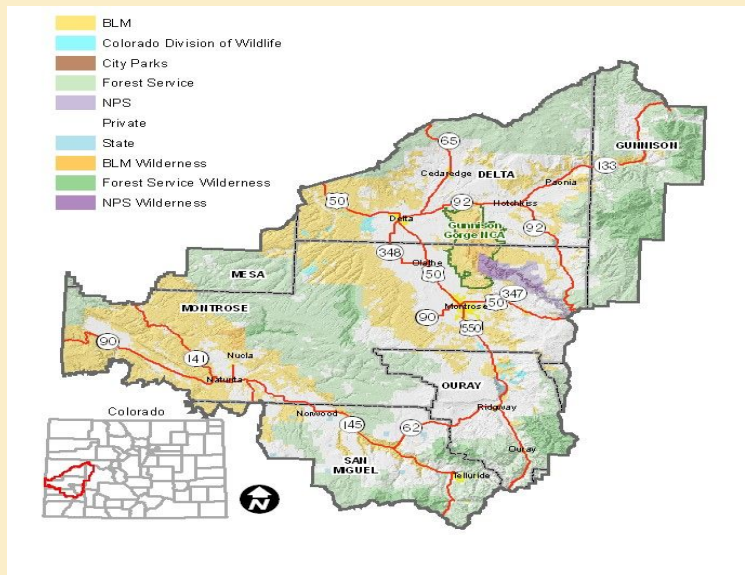 BLM
Colorado Division of Wildlife
City Parks
Forest Service
NPS
Private
State
BLM Wilderness
Forest Service Wilderness
NPS Wilderness
GUNNISON
65
133
Cedaredge
DELTA
Paonia
50
92
Hotchkiss
Delta
Gunnison
Gorge NCA
92
348
Olathe
MESA
50
347
MONTROSE
Montrose
50
90
550
90
141
Nucla
Naturita
OURAY
Colorado
Norwood
Ridgway
145
62
SAN
MIGUEL
Ouray
Telluride
N